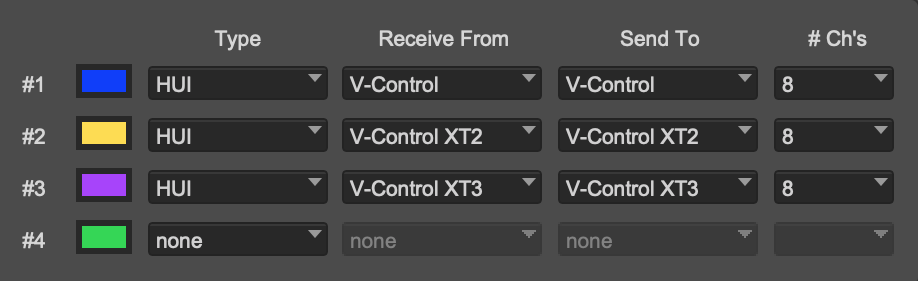 Type Receive From Send To # Ch's
#1 HUI V-Control V-Control 8
#2 HUI V-Control XT2 V-Control XT2 8
#3 HUI V-Control XT3 V-Control XT3 8
#4 none none none